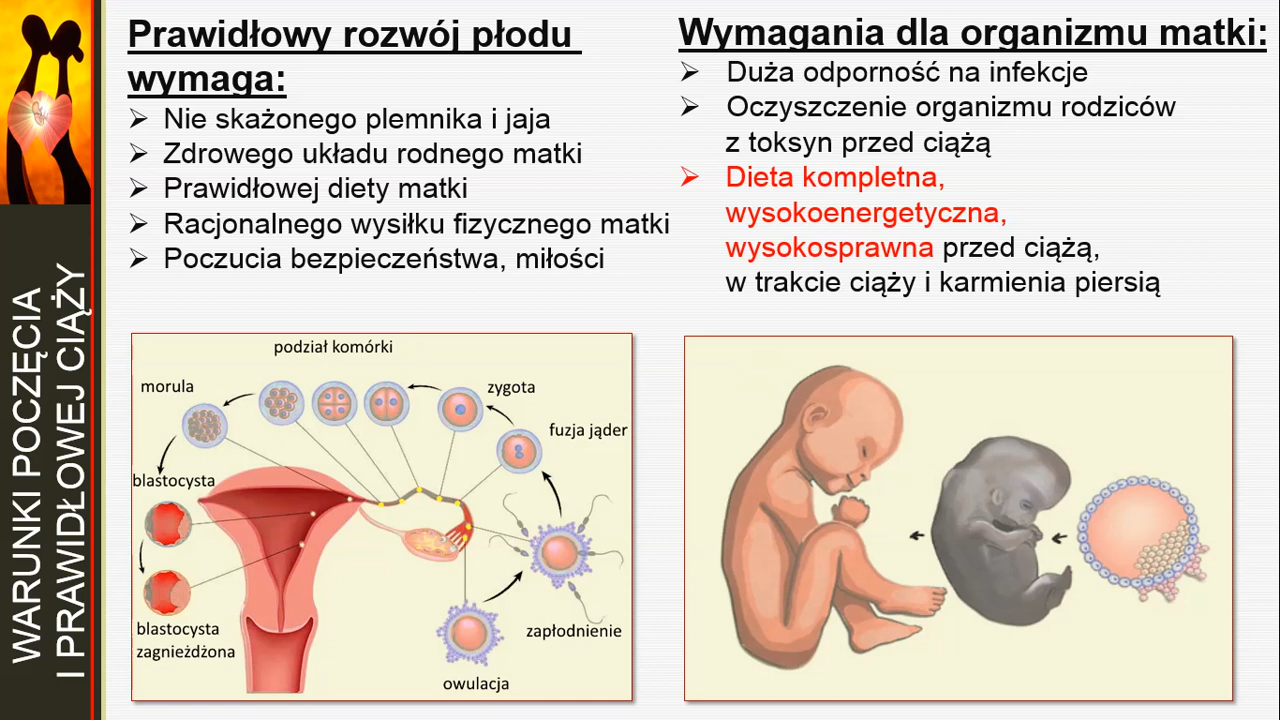 WARUNKI POCZĘCIA
I PRAWIDŁOWEJ CIĄŻY
Prawidłowy rozwój płodu
wymaga:
Nie skażonego plemnika i jaja
Zdrowego układu rodnego matki
Prawidłowej diety matki
Racjonalnego wysiłku fizycznego matki
Poczucia bezpieczeństwa, miłości
Wymagania dla organizmu matki:
Duża odporność na infekcje
Oczyszczenie organizmu rodziców
z toksyn przed ciążą
Dieta kompletna,
wysokoenergetyczna,
wysokosprawna przed ciążą,
w trakcie ciąży i karmienia piersią
podział komórki
morula
zygota
fuzja jąder
blastocysta
blastocysta
zagnieżdżona
zapłodnienie
owulacja